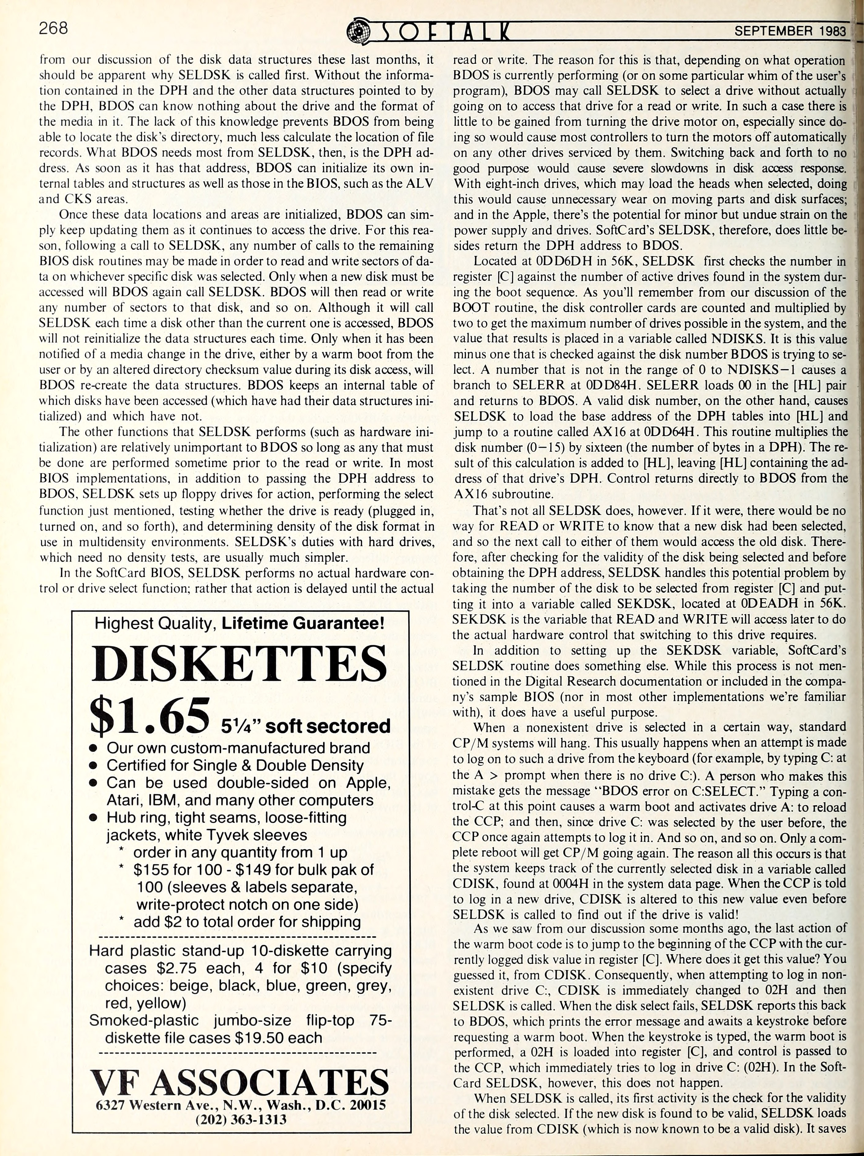 268
SOFTALK
SEPTEMBER 1983
from our discussion of the disk data structures these last months, it
should be apparent why SELDSK is called first. Without the informa-
tion contained in the DPH and the other data structures pointed to by
the DPH, BDOS can know nothing about the drive and the format of
the media in it. The lack of this knowledge prevents BDOS from being
able to locate the disk's directory, much less calculate the location of file
records. What BDOS needs most from SELDSK, then, is the DPH ad-
dress. As soon as it has that address, BDOS can initialize its own in-
ternal tables and structures as well as those in the BIOS, such as the ALV
and CKS areas.
Once these data locations and areas are initialized, BDOS can sim-
ply keep updating them as it continues to access the drive. For this rea-
son, following a call to SELDSK, any number of calls to the remaining
BIOS disk routines may be made in order to read and write sectors of da-
ta on whichever specific disk was selected. Only when a new disk must be
accessed will BDOS again call SELDSK. BDOS will then read or write
any number of sectors to that disk, and so on. Although it will call
SELDSK each time a disk other than the current one is accessed, BDOS
will not reinitialize the data structures each time. Only when it has been
notified of a media change in the drive, either by a warm boot from the
user or by an altered directory checksum value during its disk access, will
BDOS re-create the data structures. BDOS keeps an internal table of
which disks have been accessed (which have had their data structures ini-
tialized) and which have not.
The other functions that SELDSK performs (such as hardware ini-
tialization) are relatively unimportant to BDOS so long as any that must
be done are performed sometime prior to the read or write. In most
BIOS implementations, in addition to passing the DPH address to
BDOS, SELDSK sets up floppy drives for action, performing the select
function just mentioned, testing whether the drive is ready (plugged in,
turned on, and so forth), and determining density of the disk format in
use in multidensity environments. SELDSK's duties with hard drives,
which need no density tests, are usually much simpler.
In the SoftCard BIOS, SELDSK performs no actual hardware con-
trol or drive select function; rather that action is delayed until the actual
Highest Quality, Lifetime Guarantee!
DISKETTES
$1.65 5¼" soft sectored
● Our own custom-manufactured brand
● Certified for Single & Double Density
● Can be used double-sided on Apple,
Atari, IBM, and many other computers
● Hub ring, tight seams, loose-fitting
jackets, white Tyvek sleeves
* order in any quantity from 1 up
* $155 for 100 - $149 for bulk pak of
100 (sleeves & labels separate,
write-protect notch on one side)
* add $2 to total order for shipping
Hard plastic stand-up 10-diskette carrying
cases $2.75 each, 4 for $10 (specify
choices: beige, black, blue, green, grey,
red, yellow)
Smoked-plastic jumbo-size flip-top 75-
diskette file cases $19.50 each
VF ASSOCIATES
6327 Western Ave., N.W., Wash., D.C. 20015
(202) 363-1313
read or write. The reason for this is that, depending on what operation
BDOS is currently performing (or on some particular whim of the user's
program), BDOS may call SELDSK to select a drive without actually
going on to access that drive for a read or write. In such a case there is
little to be gained from turning the drive motor on, especially since do-
ing so would cause most controllers to turn the motors off automatically
on any other drives serviced by them. Switching back and forth to no
good purpose would cause severe slowdowns in disk access response.
With eight-inch drives, which may load the heads when selected, doing
this would cause unnecessary wear on moving parts and disk surfaces;
and in the Apple, there's the potential for minor but undue strain on the
power supply and drives. SoftCard's SELDSK, therefore, does little be-
sides return the DPH address to BDOS.
Located at 0DD6DH in 56K, SELDSK first checks the number in
register [C] against the number of active drives found in the system dur-
ing the boot sequence. As you'll remember from our discussion of the
BOOT routine, the disk controller cards are counted and multiplied by
two to get the maximum number of drives possible in the system, and the
value that results is placed in a variable called NDISKS. It is this value
minus one that is checked against the disk number BDOS is trying to se-
lect. A number that is not in the range of 0 to NDISKS−1 causes a
branch to SELERR at 0DD84H. SELERR loads 00 in the [HL] pair
and returns to BDOS. A valid disk number, on the other hand, causes
SELDSK to load the base address of the DPH tables into [HL] and
jump to a routine called AX16 at 0DD64H. This routine multiplies the
disk number (0−15) by sixteen (the number of bytes in a DPH). The re-
sult of this calculation is added to [HL], leaving [HL] containing the ad-
dress of that drive's DPH. Control returns directly to BDOS from the
AX16 subroutine.
That's not all SELDSK does, however. If it were, there would be no
way for READ or WRITE to know that a new disk had been selected,
and so the next call to either of them would access the old disk. There-
fore, after checking for the validity of the disk being selected and before
obtaining the DPH address, SELDSK handles this potential problem by
taking the number of the disk to be selected from register [C] and put-
ting it into a variable called SEKDSK, located at 0DEADH in 56K.
SEKDSK is the variable that READ and WRITE will access later to do
the actual hardware control that switching to this drive requires.
In addition to setting up the SEKDSK variable, SoftCard's
SELDSK routine does something else. While this process is not men-
tioned in the Digital Research documentation or included in the compa-
ny's sample BIOS (nor in most other implementations we're familiar
with), it does have a useful purpose.
When a nonexistent drive is selected in a certain way, standard
CP/M systems will hang. This usually happens when an attempt is made
to log on to such a drive from the keyboard (for example, by typing C: at
the A > prompt when there is no drive C:). A person who makes this
mistake gets the message "BDOS error on C:SELECT." Typing a con-
trol-C at this point causes a warm boot and activates drive A: to reload
the CCP; and then, since drive C: was selected by the user before, the
CCP once again attempts to log it in. And so on, and so on. Only a com-
plete reboot will get CP/M going again. The reason all this occurs is that
the system keeps track of the currently selected disk in a variable called
CDISK, found at 0004H in the system data page. When the CCP is told
to log in a new drive, CDISK is altered to this new value even before
SELDSK is called to find out if the drive is valid!
As we saw from our discussion some months ago, the last action of
the warm boot code is to jump to the beginning of the CCP with the cur-
rently logged disk value in register [C]. Where does it get this value? You
guessed it, from CDISK. Consequently, when attempting to log in non-
existent drive C:, CDISK is immediately changed to 02H and then
SELDSK is called. When the disk select fails, SELDSK reports this back
to BDOS, which prints the error message and awaits a keystroke before
requesting a warm boot. When the keystroke is typed, the warm boot is
performed, a 02H is loaded into register [C], and control is passed to
the CCP, which immediately tries to log in drive C: (02H). In the Soft-
Card SELDSK, however, this does not happen.
When SELDSK is called, its first activity is the check for the validity
of the disk selected. If the new disk is found to be valid, SELDSK loads
the value from CDISK (which is now known to be a valid disk). It saves